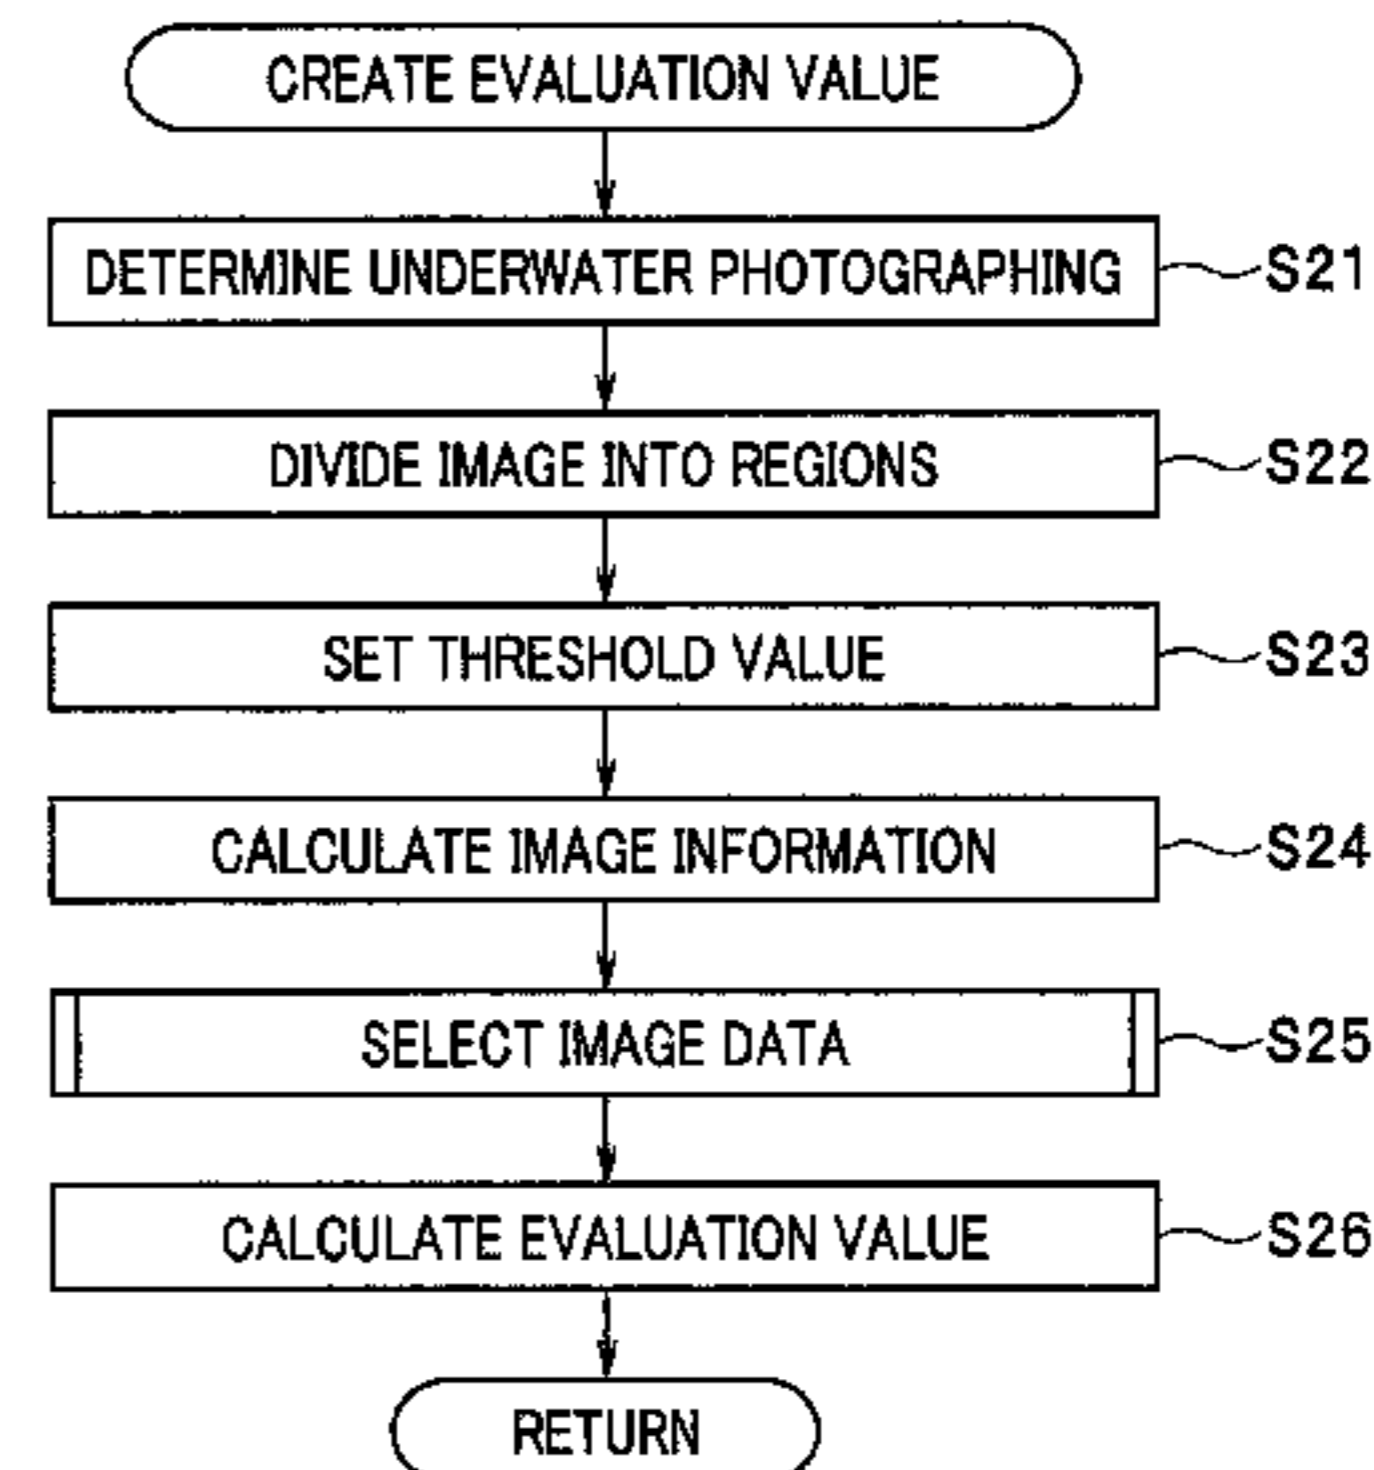 CREATE EVALUATION VALUE
DETERMINE UNDERWATER PHOTOGRAPHING
S21
DIVIDE IMAGE INTO REGIONS
S22
SET THRESHOLD VALUE
S23
CALCULATE IMAGE INFORMATION
S24
SELECT IMAGE DATA
S25
CALCULATE EVALUATION VALUE
S26
RETURN